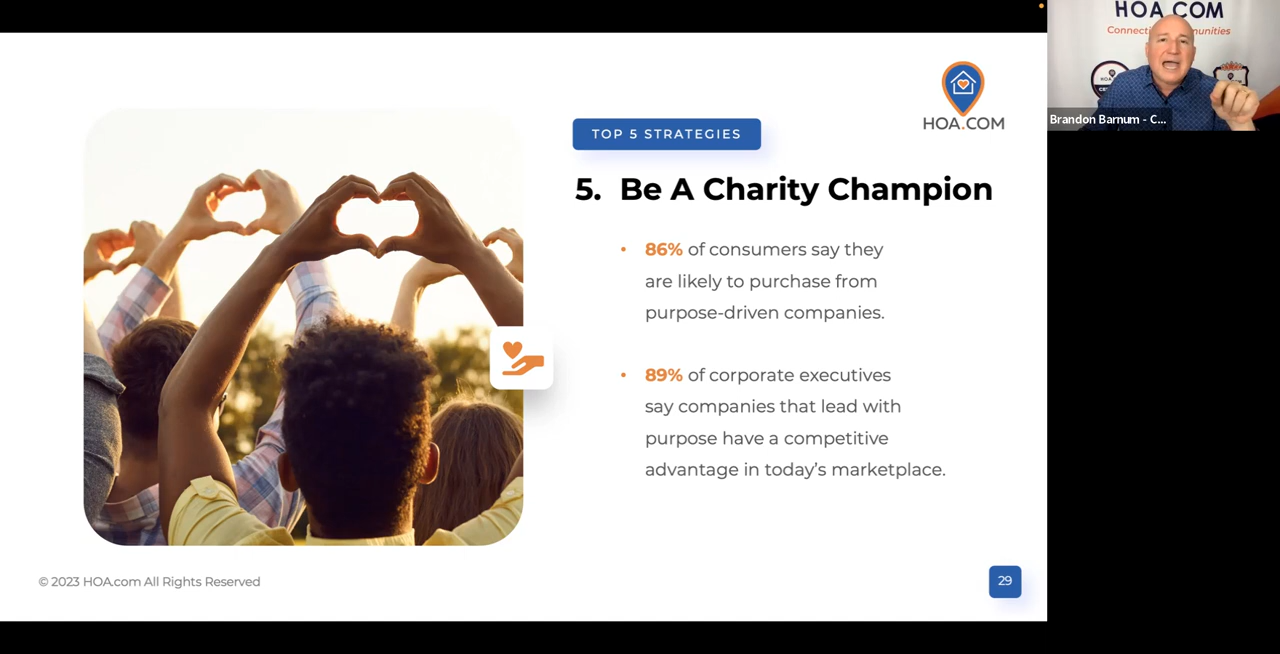 HOA.COM
TOP 5 STRATEGIES
5. Be A Charity Champion
• 86% of consumers say they
are likely to purchase from
purpose-driven companies.
• 89% of corporate executives
say companies that lead with
purpose have a competitive
advantage in today's marketplace.
© 2023 HOA.com All Rights Reserved
29
HOA.COM
Brandon Barnum - C...